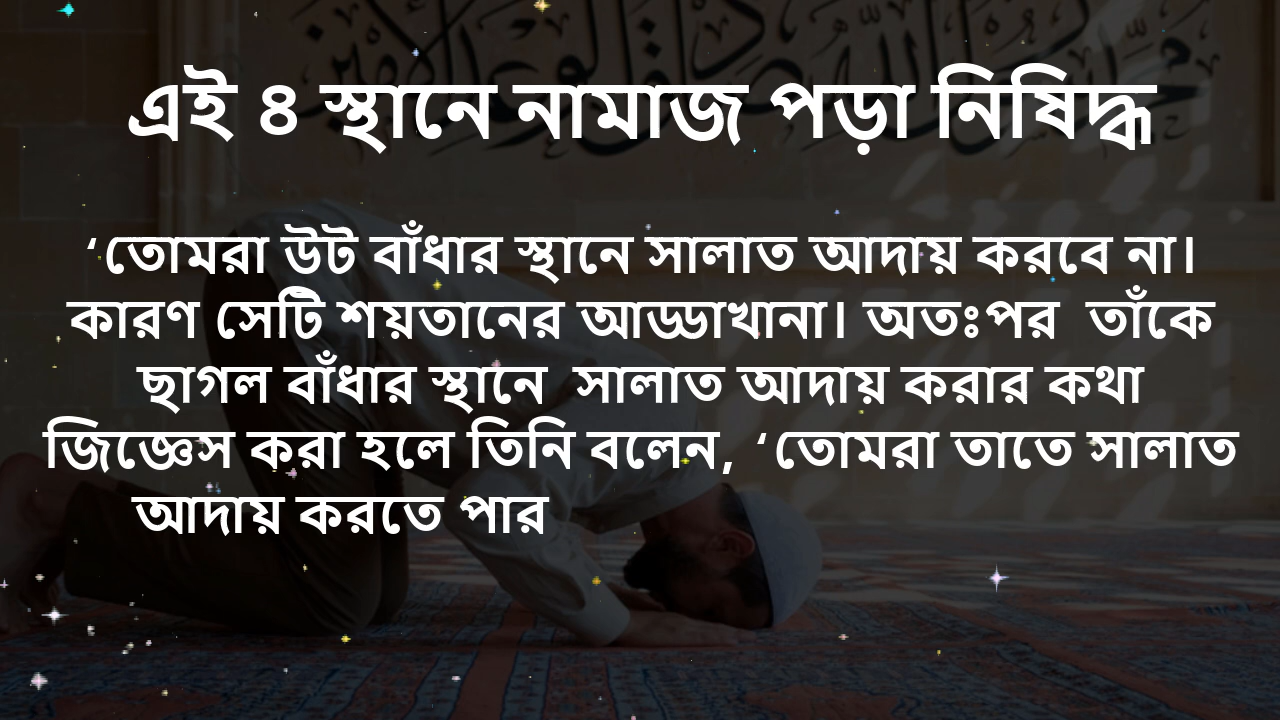 এই ৪ স্থানে নামাজ পড়া নিষিদ্ধ
‘তোমরা উট বাঁধার স্থানে সালাত আদায় করবে না।
কারণ সেটি শয়তানের আড্ডাখানা। অতঃপর তাঁকে
ছাগল বাঁধার স্থানে সালাত আদায় করার কথা
জিজ্ঞেস করা হলে তিনি বলেন, ‘তোমরা তাতে সালাত
আদায় করতে পার